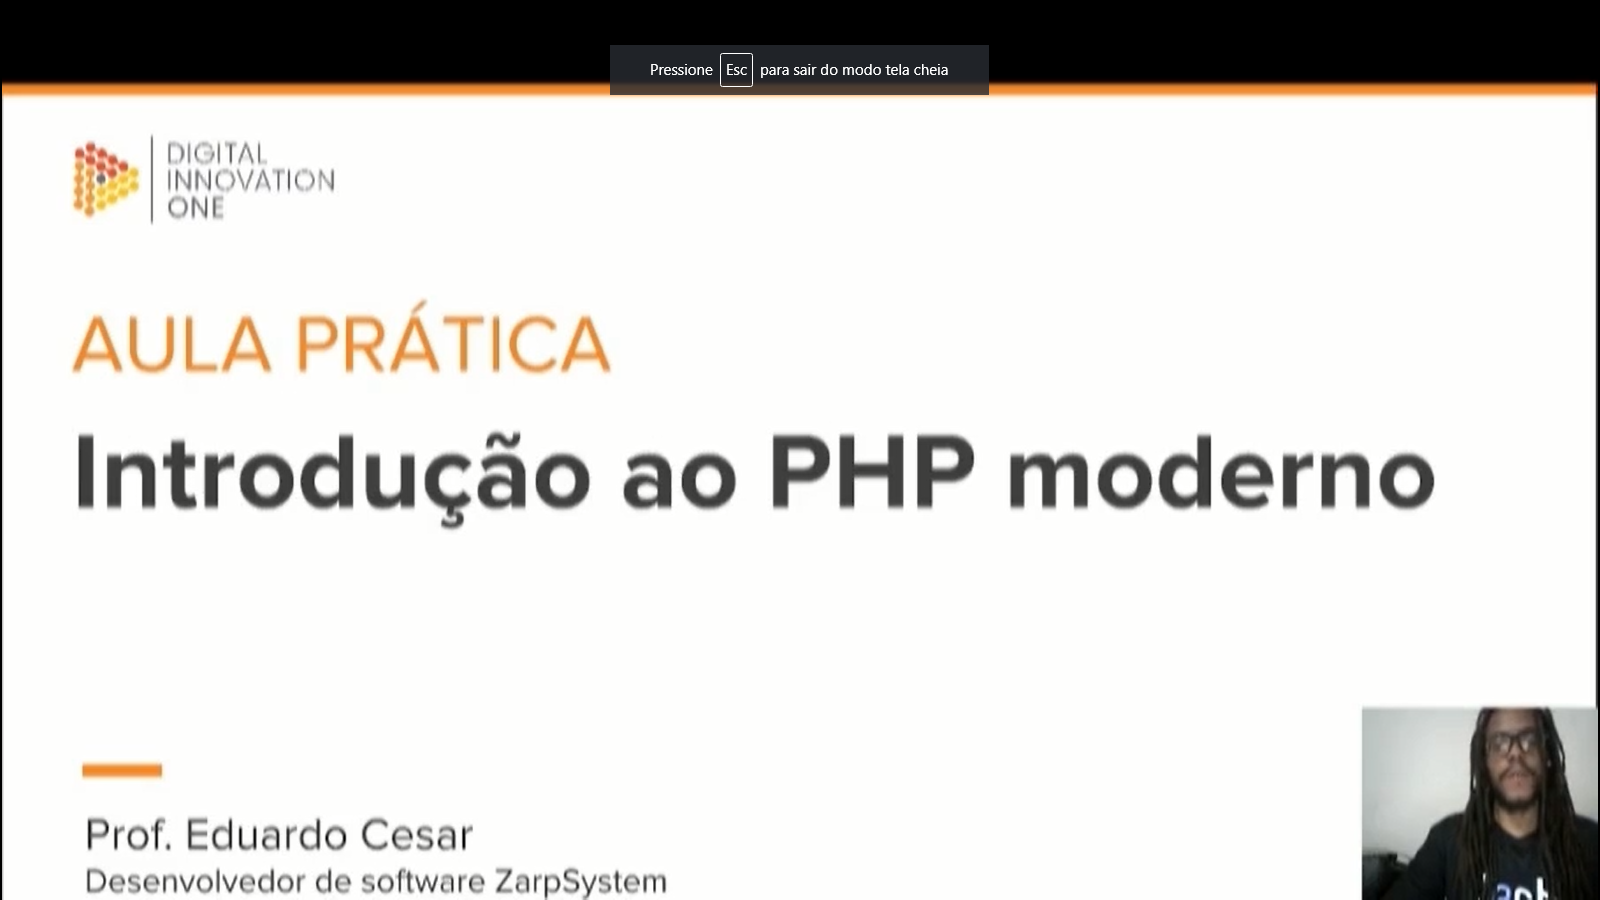 Pressione Esc para sair do modo tela cheia
DIGITAL
INNOVATION
ONE
AULA PRÁTICA
Introdução ao PHP moderno
Prof. Eduardo Cesar
Desenvolvedor de software ZarpSystem